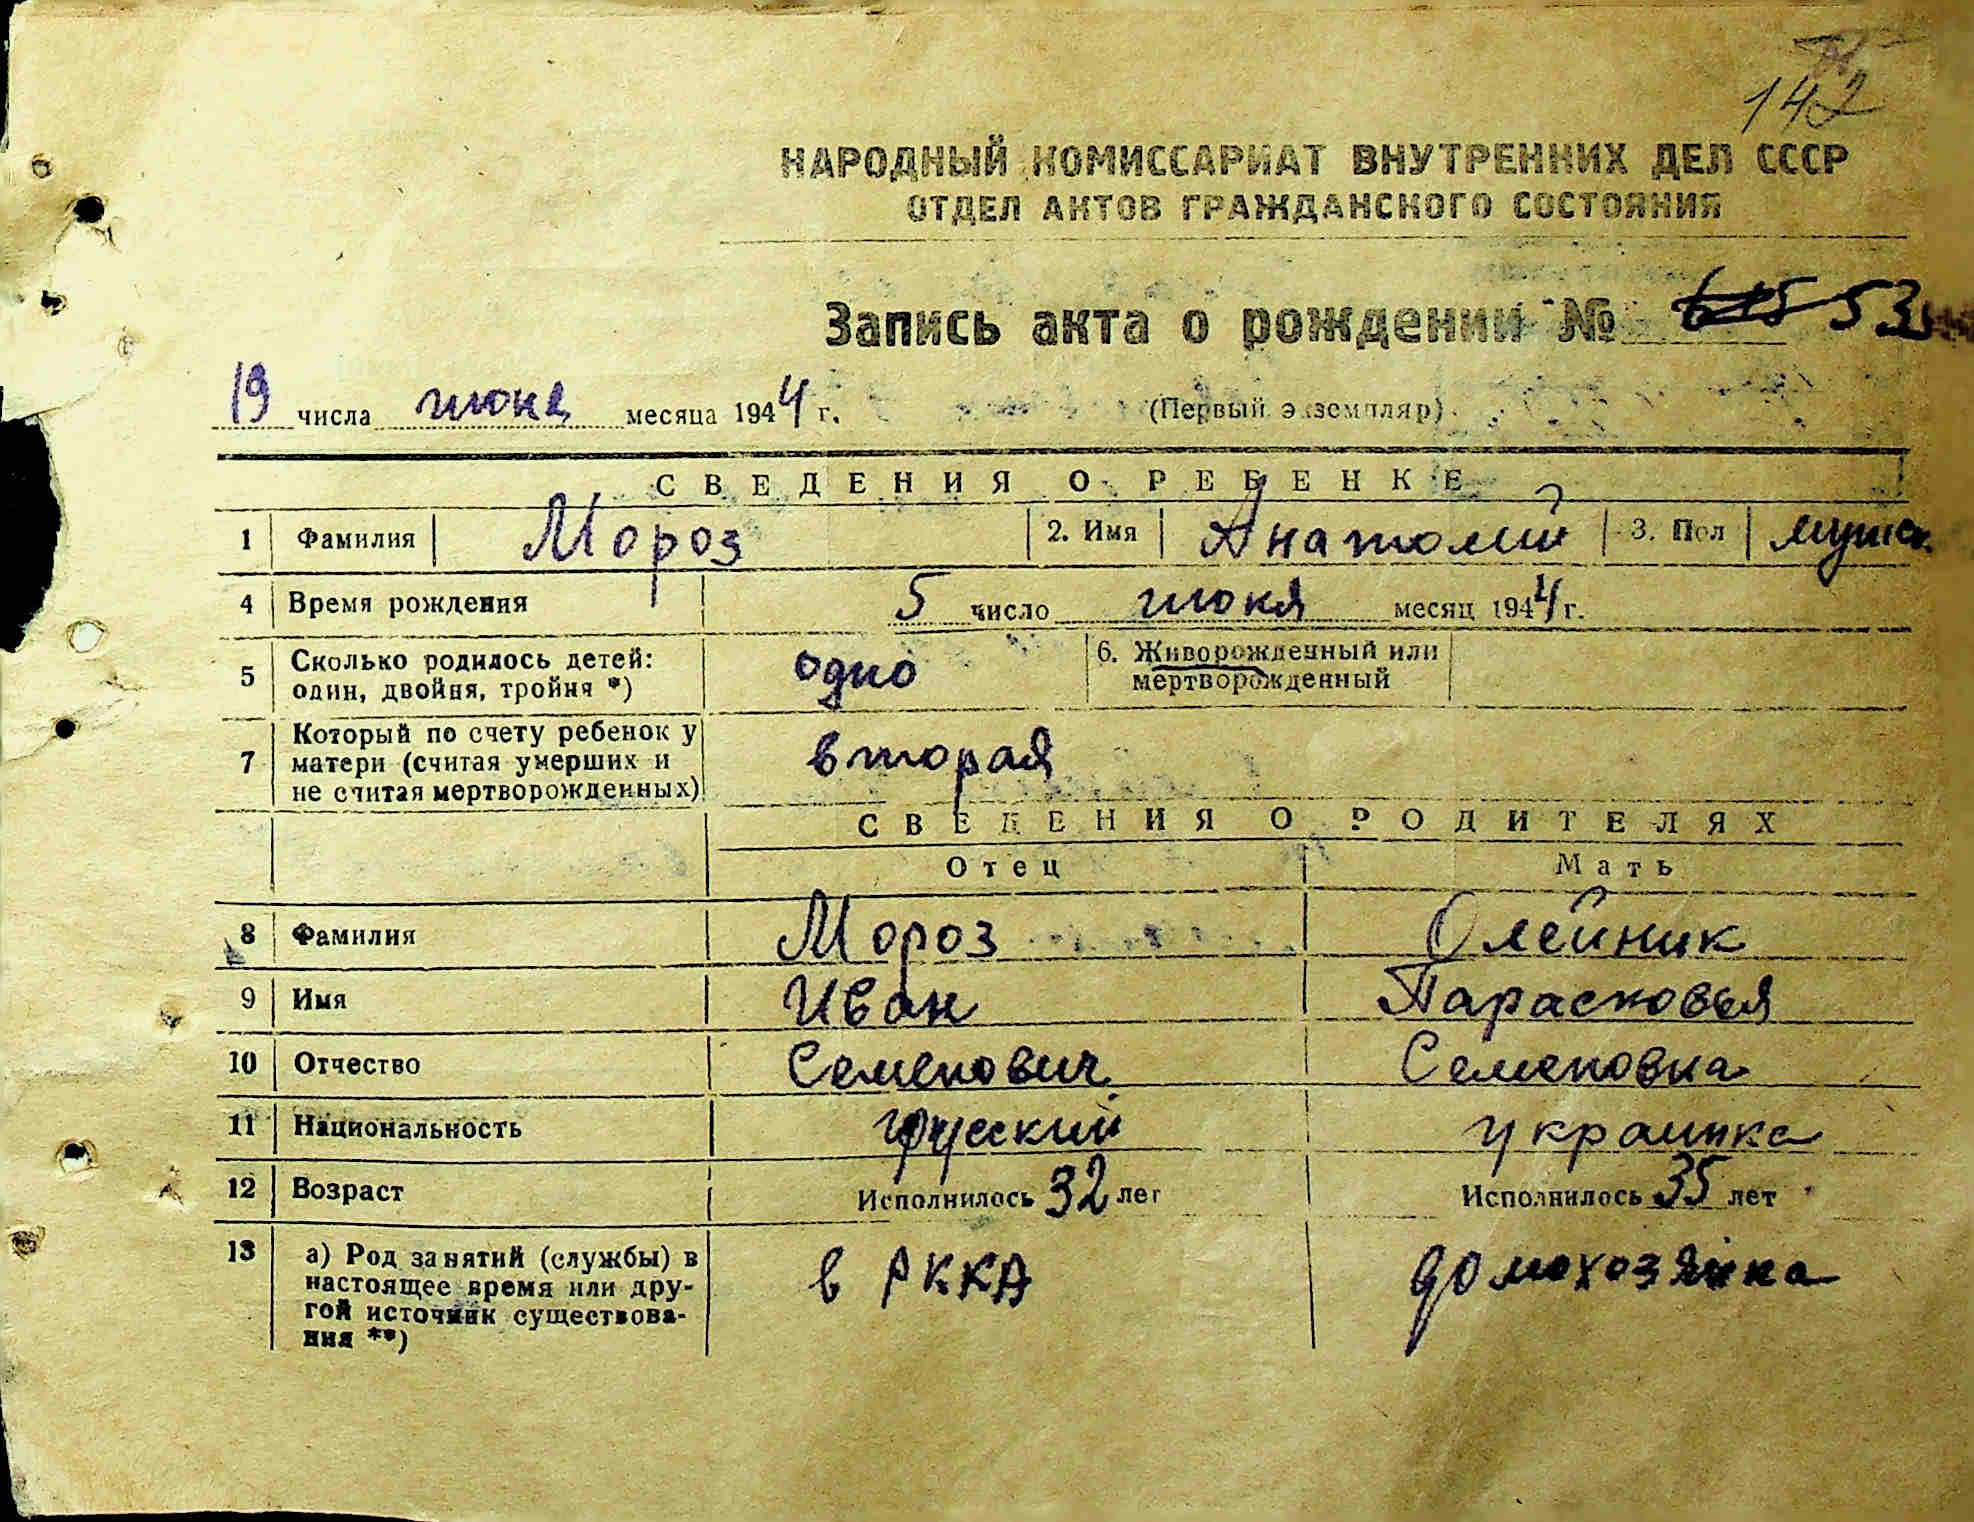 142
НАРОДНЫЙ КОМИССАРИАТ ВНУТРЕННИХ ДЕЛ СССР
ОТДЕЛ АКТОВ ГРАЖДАНСКОГО СОСТОЯНИЯ
Запись акта о рождении № 615 53
19 числа июня месяца 1944 г. (Первый экземпляр)
СВЕДЕНИЯ О РЕБЕНКЕ
1 Фамилия Мороз 2. Имя Анатолий 3. Пол мужск.
4 Время рождения 5 число июня месяц 1944 г.
5 Сколько родилось детей: один, двойня, тройня *) одно 6. Живорожденный или мертворожденный
7 Который по счету ребенок у матери (считая умерших и не считая мертворожденных) вторая
СВЕДЕНИЯ О РОДИТЕЛЯХ
Отец Мать
8 Фамилия Мороз Олейник
9 Имя Иван Парасковья
10 Отчество Семенович Семеновна
11 Национальность русский украинка
12 Возраст Исполнилось 32 лет Исполнилось 35 лет
13 а) Род занятий (службы) в настоящее время или другой источник существования **) в РККА домохозяйка